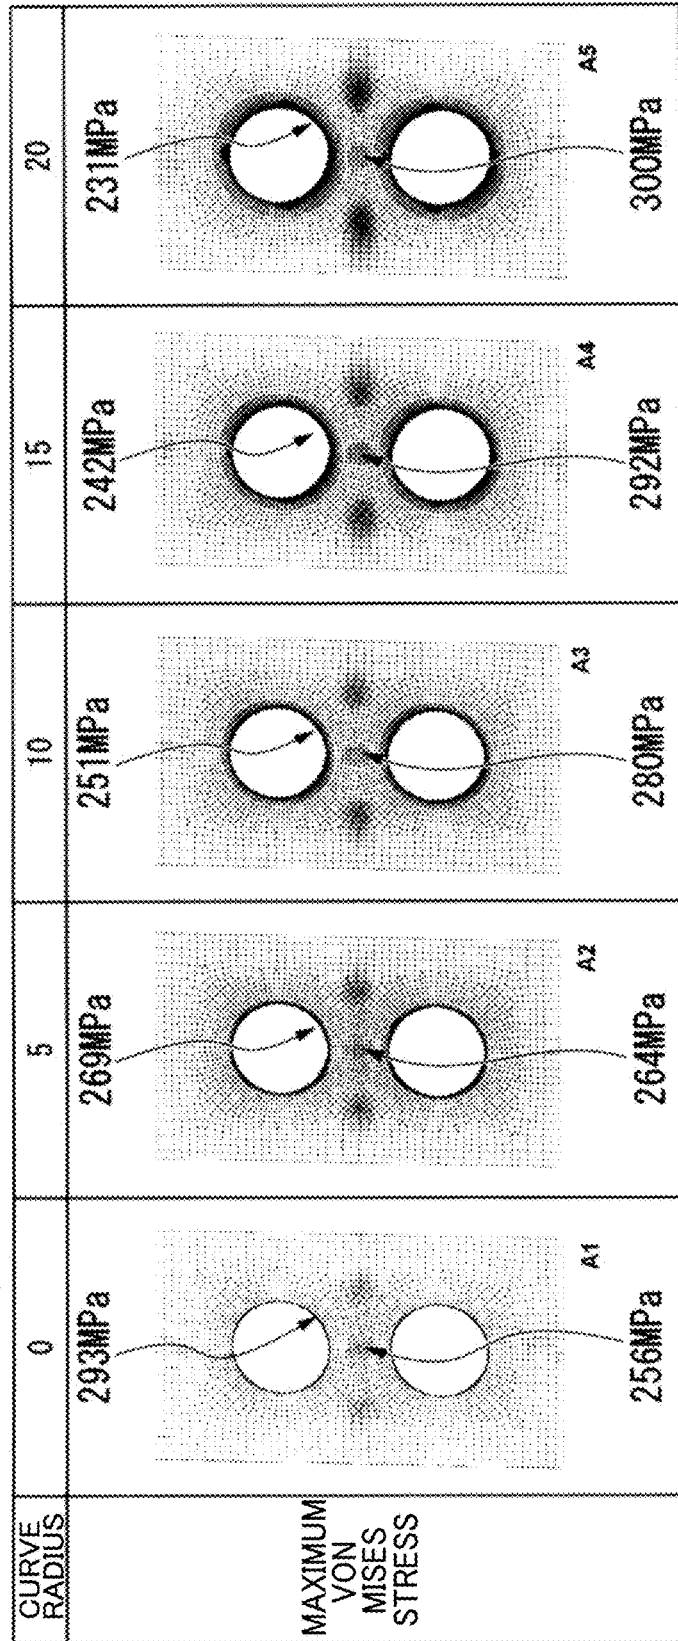 CURVE
RADIUS
0
5
10
15
20
MAXIMUM
VON
MISES
STRESS
293MPa
269MPa
251MPa
242MPa
231MPa
A1
A2
A3
A4
A5
256MPa
264MPa
280MPa
292MPa
300MPa